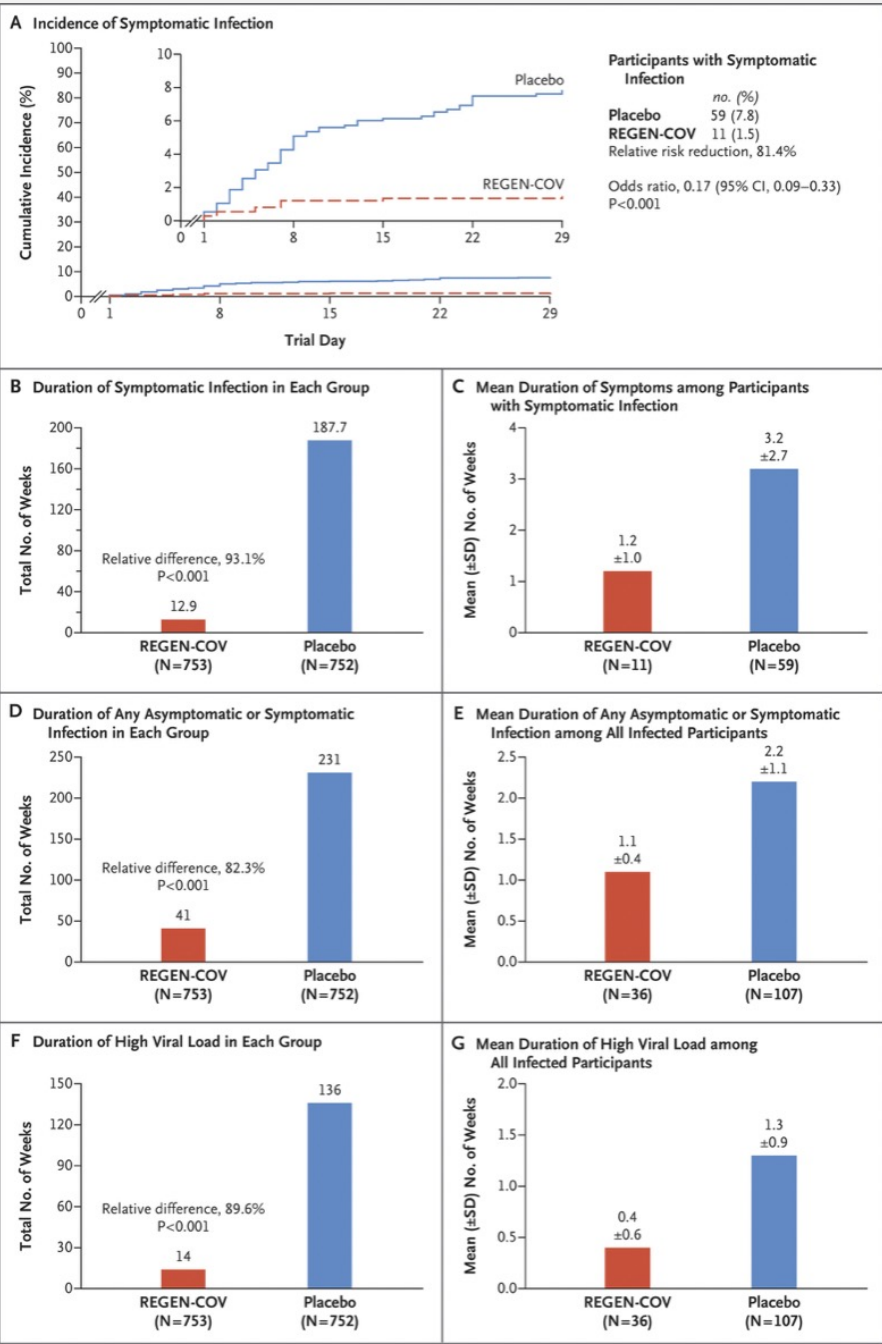 A Incidence of Symptomatic Infection
Cumulative Incidence (%)
100
90
80
70
60
50
40
30
20
10
0
0 1 8 15 22 29
Trial Day
10
8
6
4
2
0
0 1 8 15 22 29
Placebo
REGEN-COV
Participants with Symptomatic
Infection
no. (%)
Placebo 59 (7.8)
REGEN-COV 11 (1.5)
Relative risk reduction, 81.4%
Odds ratio, 0.17 (95% CI, 0.09–0.33)
P<0.001
B Duration of Symptomatic Infection in Each Group
Total No. of Weeks
200
160
120
80
40
0
187.7
Relative difference, 93.1%
P<0.001
12.9
REGEN-COV Placebo
(N=753) (N=752)
C Mean Duration of Symptoms among Participants
with Symptomatic Infection
Mean (±SD) No. of Weeks
4
3
2
1
0
3.2
±2.7
1.2
±1.0
REGEN-COV Placebo
(N=11) (N=59)
D Duration of Any Asymptomatic or Symptomatic
Infection in Each Group
Total No. of Weeks
250
200
150
100
50
0
231
Relative difference, 82.3%
P<0.001
41
REGEN-COV Placebo
(N=753) (N=752)
E Mean Duration of Any Asymptomatic or Symptomatic
Infection among All Infected Participants
Mean (±SD) No. of Weeks
2.5
2.0
1.5
1.0
0.5
0.0
2.2
±1.1
1.1
±0.4
REGEN-COV Placebo
(N=36) (N=107)
F Duration of High Viral Load in Each Group
Total No. of Weeks
150
120
90
60
30
0
136
Relative difference, 89.6%
P<0.001
14
REGEN-COV Placebo
(N=753) (N=752)
G Mean Duration of High Viral Load among
All Infected Participants
Mean (±SD) No. of Weeks
2.0
1.5
1.0
0.5
0.0
1.3
±0.9
0.4
±0.6
REGEN-COV Placebo
(N=36) (N=107)